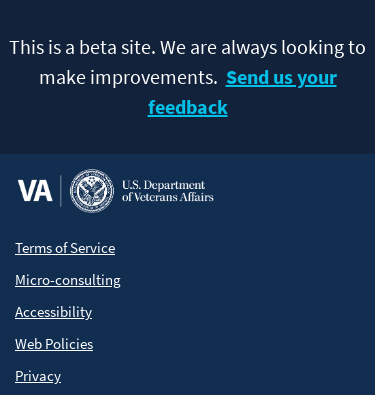 This is a beta site. We are always looking to
make improvements. Send us your
feedback
VA
U.S. Department
of Veterans Affairs
Terms of Service
Micro-consulting
Accessibility
Web Policies
Privacy